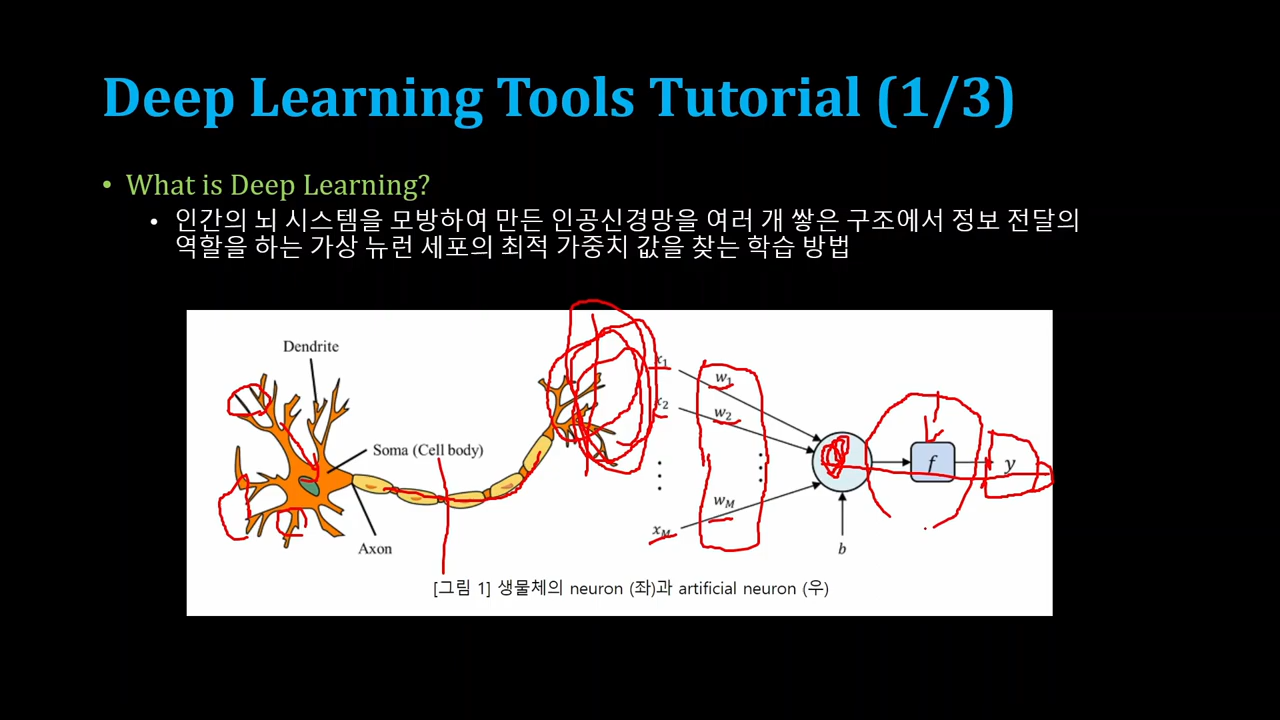 Deep Learning Tools Tutorial (1/3)
• What is Deep Learning?
• 인간의 뇌 시스템을 모방하여 만든 인공신경망을 여러 개 쌓은 구조에서 정보 전달의
역할을 하는 가상 뉴런 세포의 최적 가중치 값을 찾는 학습 방법
Dendrite
Soma (Cell body)
Axon
x₁
w₁
x₂
w₂
f
y
w_M
x_M
b
[그림 1] 생물체의 neuron (좌)과 artificial neuron (우)